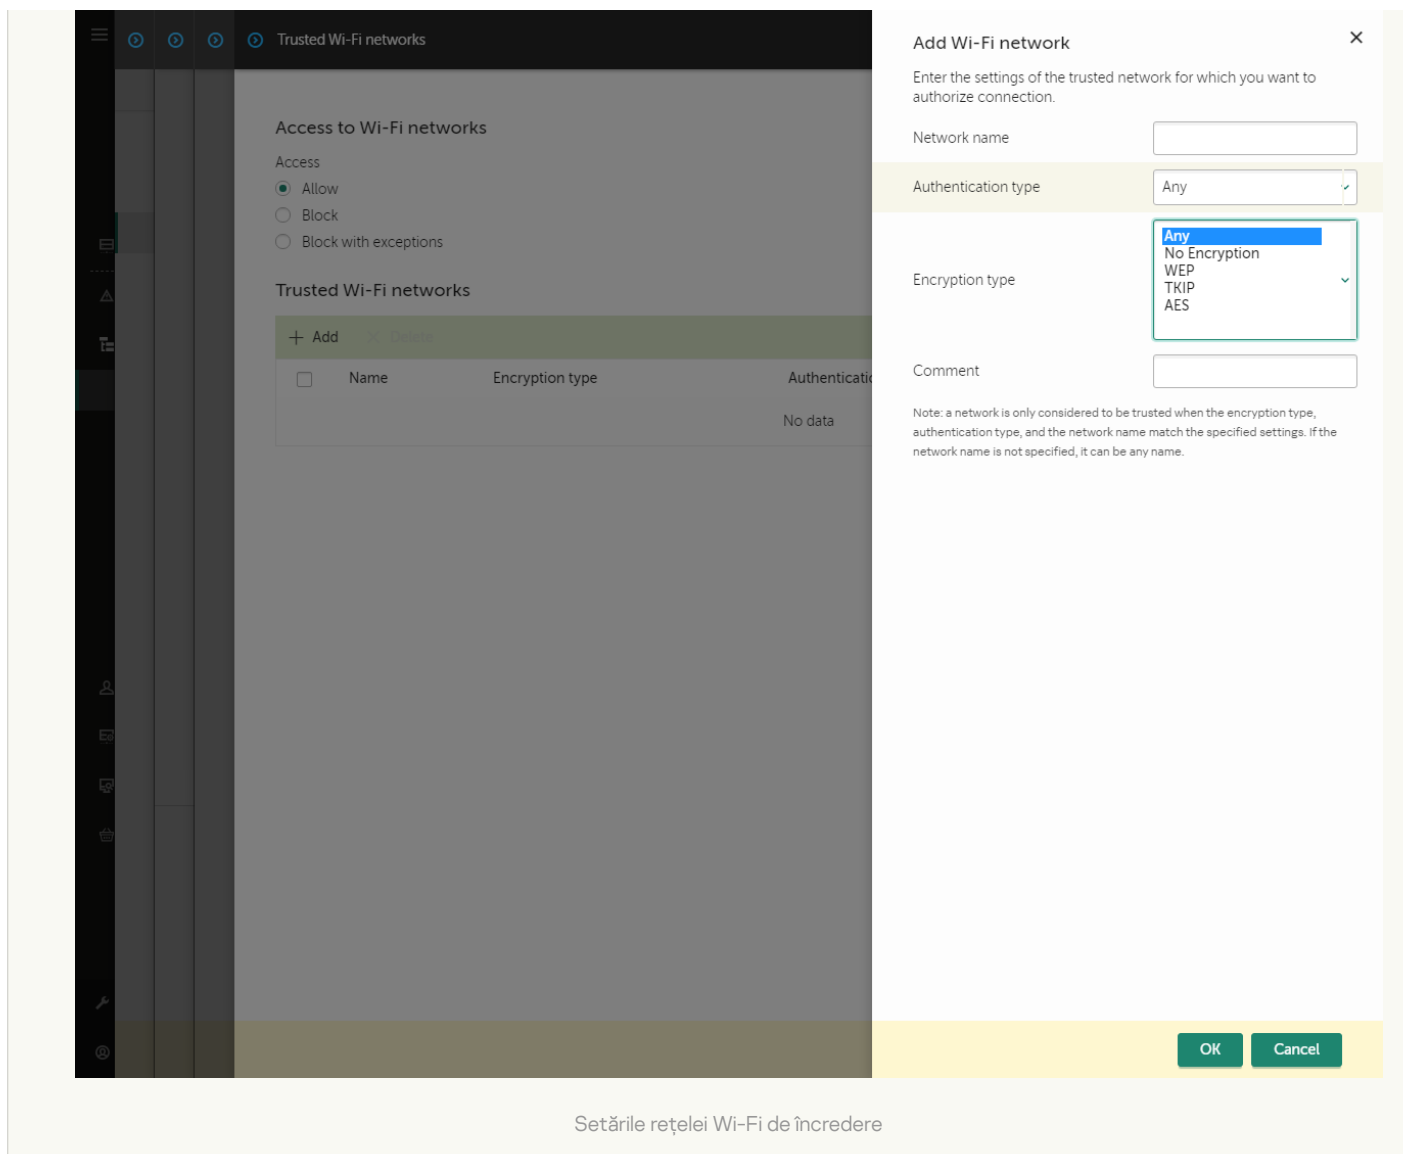 Trusted Wi-Fi networks
Access to Wi-Fi networks
Access
Allow
Block
Block with exceptions
Trusted Wi-Fi networks
Add Delete
Name Encryption type Authenticatic
No data
Add Wi-Fi network
Enter the settings of the trusted network for which you want to
authorize connection.
Network name
Authentication type Any
Encryption type
Any
No Encryption
WEP
TKIP
AES
Comment
Note: a network is only considered to be trusted when the encryption type,
authentication type, and the network name match the specified settings. If the
network name is not specified, it can be any name.
OK Cancel
Setările rețelei Wi-Fi de încredere